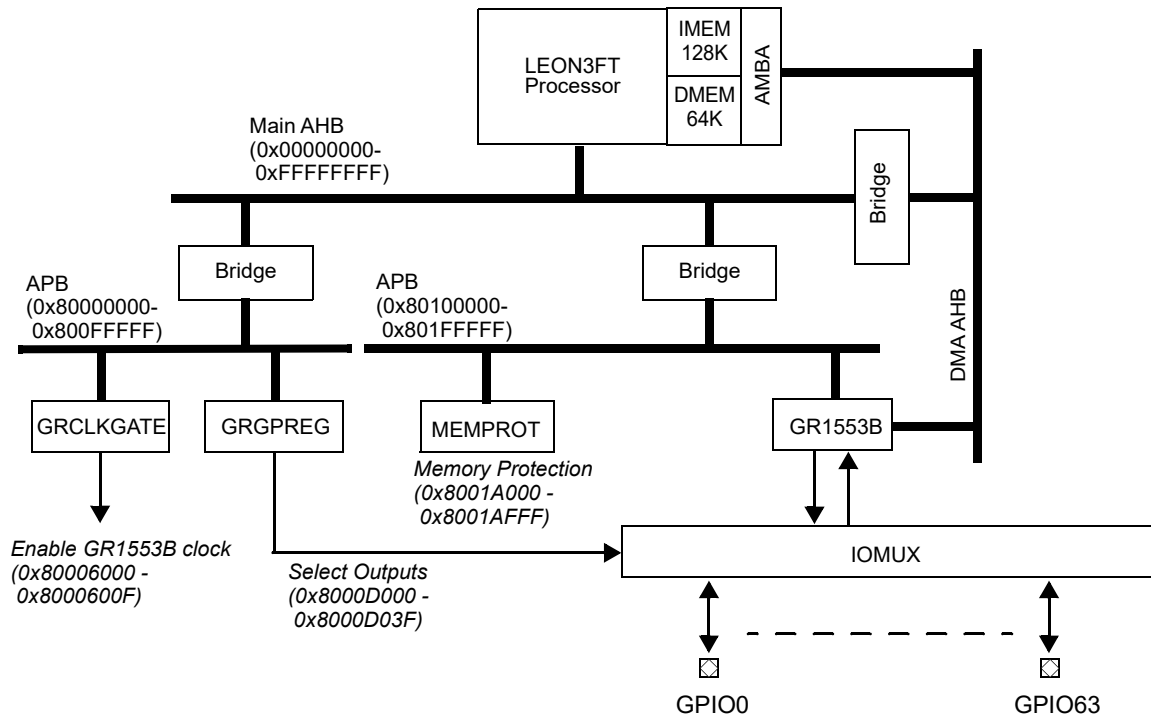 LEON3FT
Processor
IMEM
128K
DMEM
64K
AMBA
Main AHB
(0x00000000-
0xFFFFFFFF)
Bridge
Bridge
Bridge
APB
(0x80000000-
0x800FFFFF)
APB
(0x80100000-
0x801FFFFF)
DMA AHB
GRCLKGATE
GRGPREG
MEMPROT
GR1553B
Memory Protection
(0x8001A000 -
0x8001AFFF)
Enable GR1553B clock
(0x80006000 -
0x8000600F)
Select Outputs
(0x8000D000 -
0x8000D03F)
IOMUX
GPIO0
GPIO63